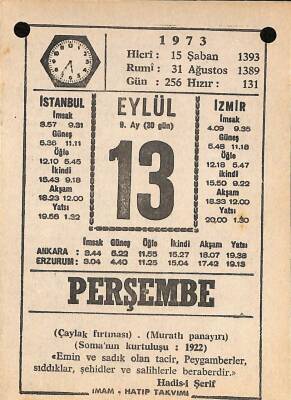 1973
Hicri: 15 Şaban 1393
Rumî: 31 Ağustos 1389
Gün: 256 Hızır: 131
İSTANBUL
İmsak
3.57 9.31
Güneş
5.36 11.11
Öğle
12.10 5.45
İkindi
15.43 9.18
Akşam
18.23 12.00
Yatsı
19.56 1.32
EYLÜL
9. Ay (30 gün)
13
İZMİR
İmsak
4.09 9.35
Güneş
5.48 11.18
Öğle
12.18 5.45
İkindi
15.50 9.22
Akşam
18.23 12.00
Yatsı
20.00 1.30
İmsak Güneş Öğle İkindi Akşam Yatsı
ANKARA: 3.44 5.22 11.55 15.27 18.07 19.38
ERZURUM: 3.04 4.40 11.25 15.04 17.42 19.13
PERŞEMBE
(Çaylak fırtınası) . (Muratlı panayırı)
(Soma'nın kurtuluşu : 1922)
«Emin ve sadık olan tacir, Peygamberler,
sıddıklar, şehidler ve salihlerle beraberdir.»
Hadis-i Şerif
İMAM - HATİP TAKVİMİ